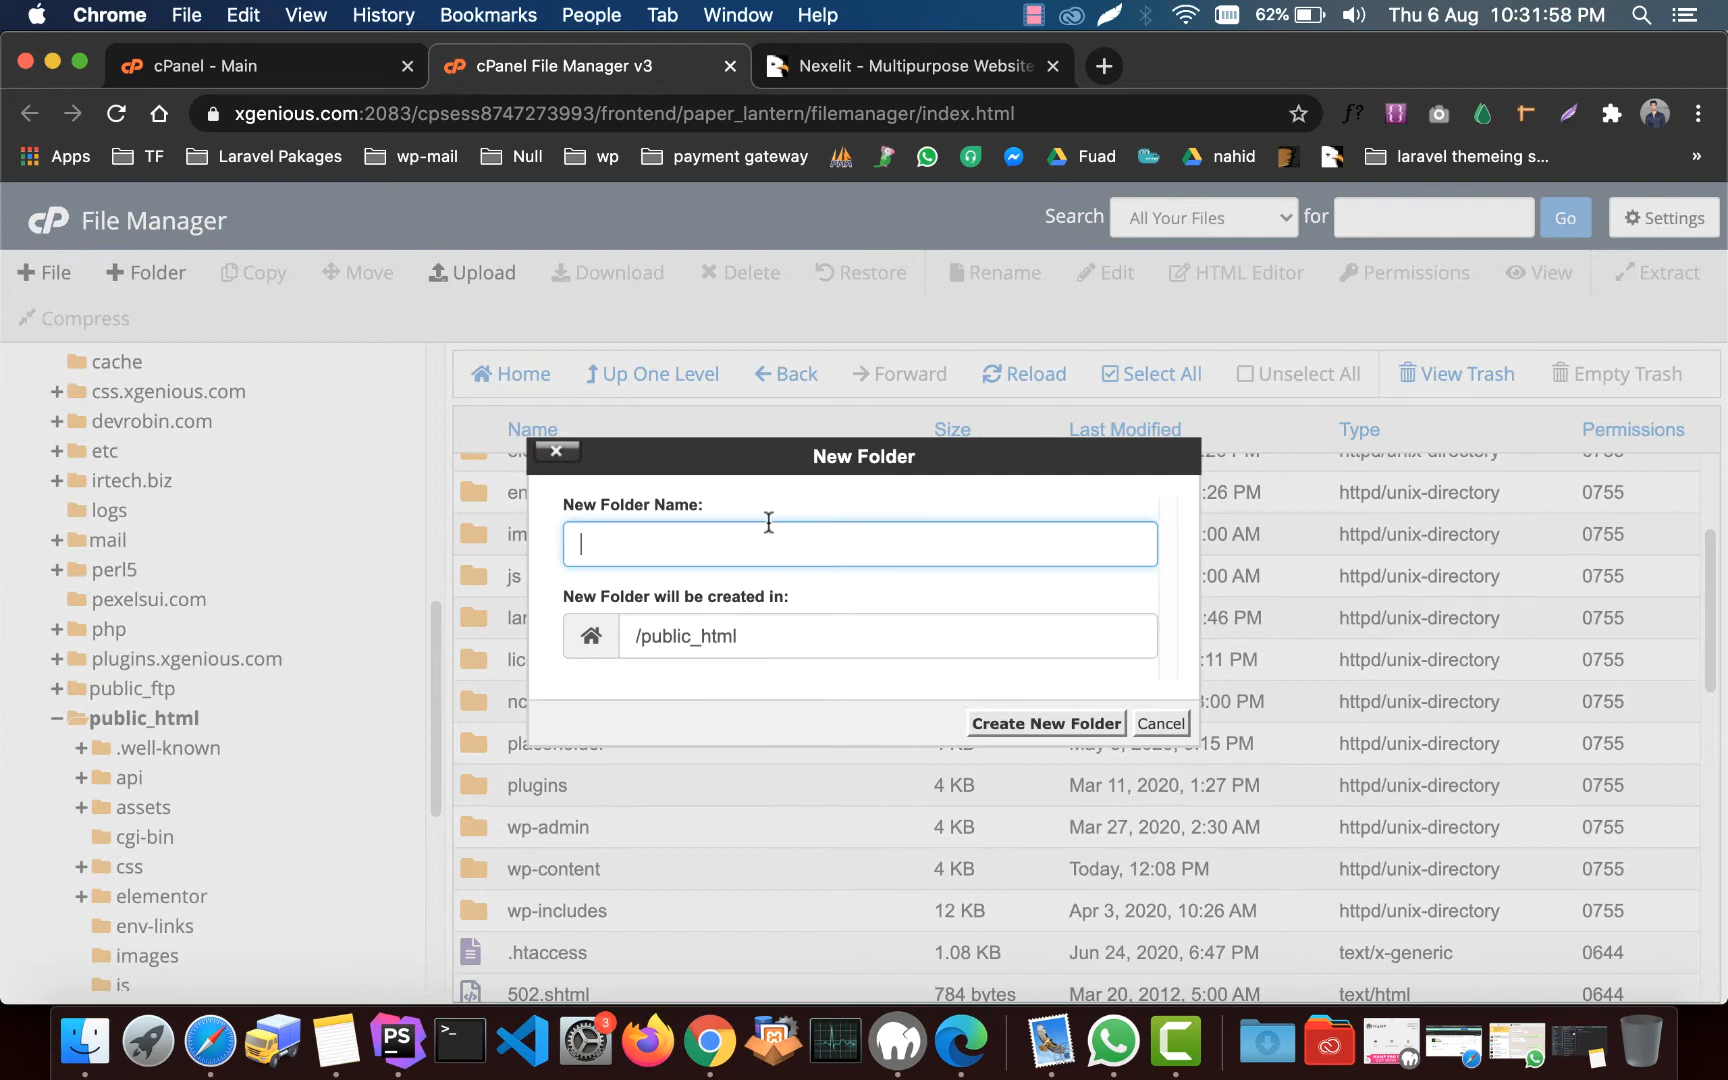 Chrome File Edit View History Bookmarks People Tab Window Help 62% Thu 6 Aug 10:31:58 PM
cPanel - Main cPanel File Manager v3 Nexelit - Multipurpose Website
xgenious.com:2083/cpsess8747273993/frontend/paper_lantern/filemanager/index.html f?
Apps TF Laravel Pakages wp-mail Null wp payment gateway Fuad nahid laravel themeing s... »
cP File Manager Search All Your Files for Go Settings
File Folder Copy Move Upload Download Delete Restore Rename Edit HTML Editor Permissions View Extract
Compress
Home Up One Level Back Forward Reload Select All Unselect All View Trash Empty Trash
cache
css.xgenious.com
devrobin.com
etc
irtech.biz
logs
mail
perl5
pexelsui.com
php
plugins.xgenious.com
public_ftp
public_html
.well-known
api
assets
cgi-bin
css
elementor
env-links
images
js
Name Size Last Modified Type Permissions
httpd/unix-directory 0755
:26 PM httpd/unix-directory 0755
:00 AM httpd/unix-directory 0755
js :00 AM httpd/unix-directory 0755
:46 PM httpd/unix-directory 0755
:11 PM httpd/unix-directory 0755
:00 PM httpd/unix-directory 0755
:15 PM httpd/unix-directory 0755
plugins 4 KB Mar 11, 2020, 1:27 PM httpd/unix-directory 0755
wp-admin 4 KB Mar 27, 2020, 2:30 AM httpd/unix-directory 0755
wp-content 4 KB Today, 12:08 PM httpd/unix-directory 0755
wp-includes 12 KB Apr 3, 2020, 10:26 AM httpd/unix-directory 0755
.htaccess 1.08 KB Jun 24, 2020, 6:47 PM text/x-generic 0644
502.shtml 784 bytes Mar 20, 2012, 5:00 AM text/html 0644
New Folder
New Folder Name:
New Folder will be created in:
/public_html
Create New Folder Cancel
PS 3